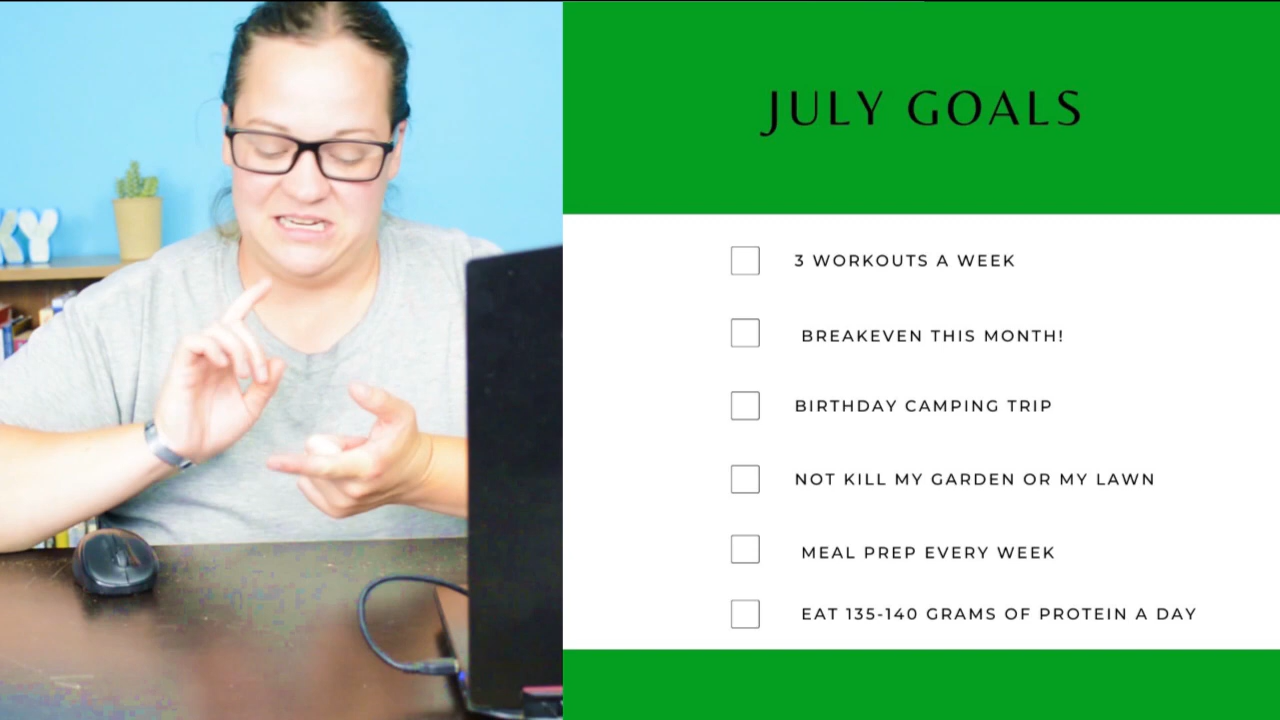 KY
JULY GOALS
3 WORKOUTS A WEEK
BREAKEVEN THIS MONTH!
BIRTHDAY CAMPING TRIP
NOT KILL MY GARDEN OR MY LAWN
MEAL PREP EVERY WEEK
EAT 135-140 GRAMS OF PROTEIN A DAY